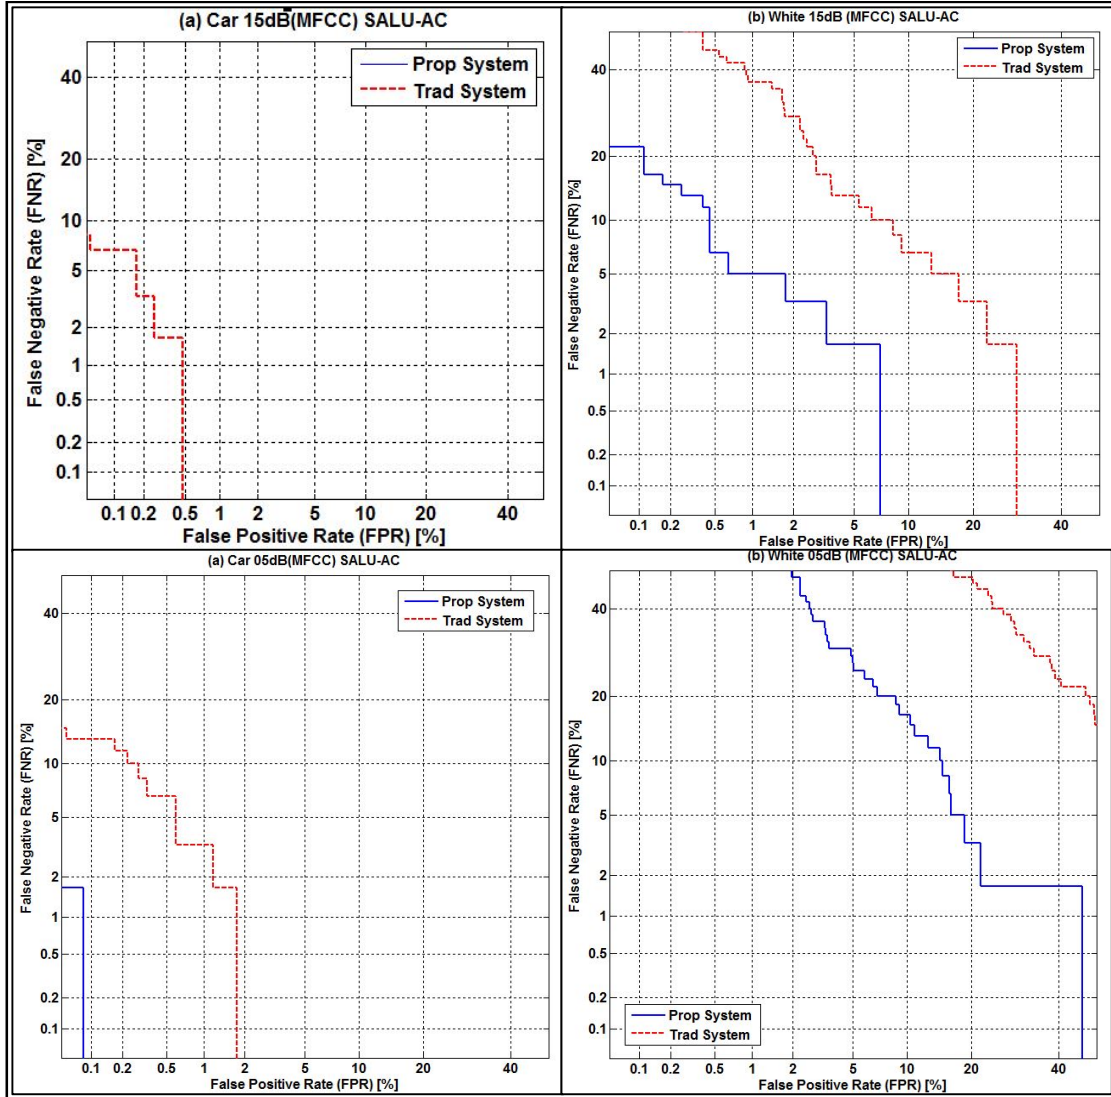 (a) Car 15dB(MFCC) SALU-AC
Prop System
Trad System
False Negative Rate (FNR) [%]
40
20
10
5
2
1
0.5
0.2
0.1
0.1 0.2 0.5 1 2 5 10 20 40
False Positive Rate (FPR) [%]
(b) White 15dB (MFCC) SALU-AC
Prop System
Trad System
False Negative Rate (FNR) [%]
40
20
10
5
2
1
0.5
0.2
0.1
0.1 0.2 0.5 1 2 5 10 20 40
False Positive Rate (FPR) [%]
(a) Car 05dB(MFCC) SALU-AC
Prop System
Trad System
False Negative Rate (FNR) [%]
40
20
10
5
2
1
0.5
0.2
0.1
0.1 0.2 0.5 1 2 5 10 20 40
False Positive Rate (FPR) [%]
(b) White 05dB (MFCC) SALU-AC
False Negative Rate (FNR) [%]
40
20
10
5
2
1
0.5
0.2
0.1
Prop System
Trad System
0.1 0.2 0.5 1 2 5 10 20 40
False Positive Rate (FPR) [%]